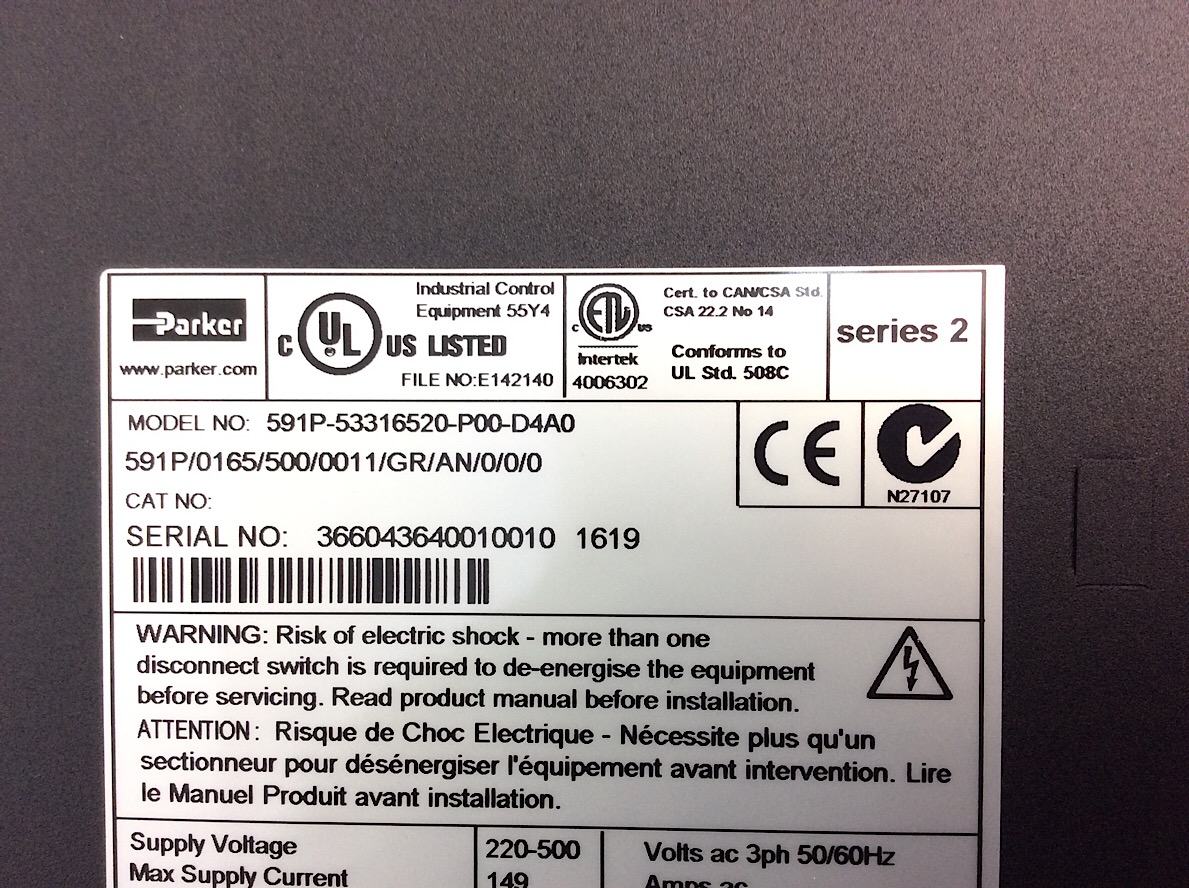 Parker
www.parker.com
C UL US LISTED
Industrial Control
Equipment 55Y4
FILE NO:E142140
c ETL us
Intertek
4006302
Cert. to CAN/CSA Std.
CSA 22.2 No 14
Conforms to
UL Std. 508C
series 2
MODEL NO: 591P-53316520-P00-D4A0
591P/0165/500/0011/GR/AN/0/0/0
CAT NO:
SERIAL NO: 366043640010010 1619
CE
N27107
WARNING: Risk of electric shock - more than one
disconnect switch is required to de-energise the equipment
before servicing. Read product manual before installation.
ATTENTION: Risque de Choc Electrique - Nécessite plus qu'un
sectionneur pour désénergiser l'équipement avant intervention. Lire
le Manuel Produit avant installation.
Supply Voltage 220-500 Volts ac 3ph 50/60Hz
Max Supply Current 149 Amps ac